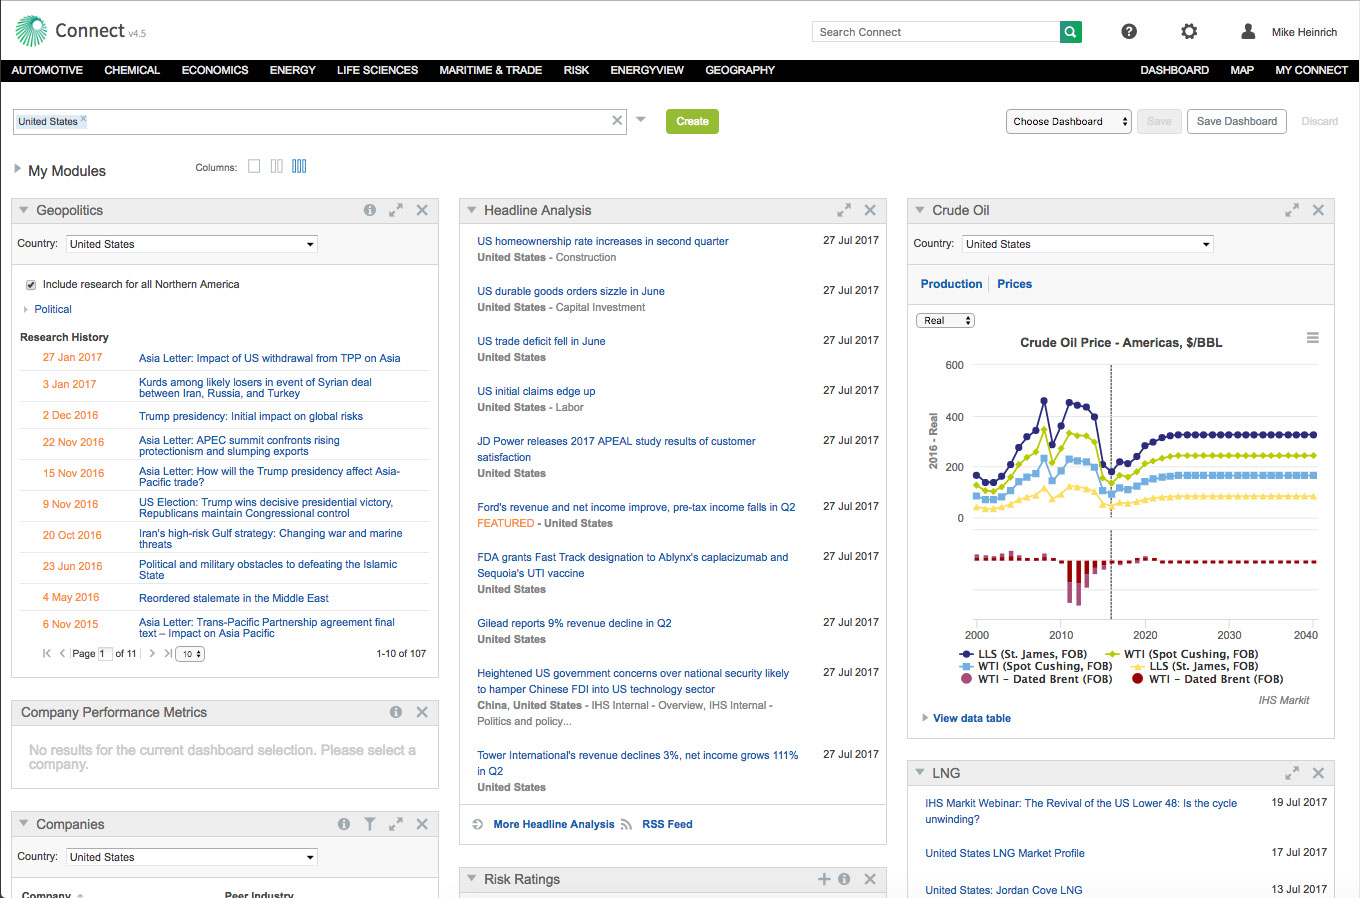 Connect v4.5
Search Connect
Mike Heinrich
AUTOMOTIVE CHEMICAL ECONOMICS ENERGY LIFE SCIENCES MARITIME & TRADE RISK ENERGYVIEW GEOGRAPHY
DASHBOARD MAP MY CONNECT
United States
Create
Choose Dashboard Save Save Dashboard Discard
My Modules
Columns:
Geopolitics
Country: United States
Include research for all Northern America
Political
Research History
27 Jan 2017 Asia Letter: Impact of US withdrawal from TPP on Asia
3 Jan 2017 Kurds among likely losers in event of Syrian deal
between Iran, Russia, and Turkey
2 Dec 2016 Trump presidency: Initial impact on global risks
22 Nov 2016 Asia Letter: APEC summit confronts rising
protectionism and slumping exports
15 Nov 2016 Asia Letter: How will the Trump presidency affect Asia-
Pacific trade?
9 Nov 2016 US Election: Trump wins decisive presidential victory,
Republicans maintain Congressional control
20 Oct 2016 Iran's high-risk Gulf strategy: Changing war and marine
threats
23 Jun 2016 Political and military obstacles to defeating the Islamic
State
4 May 2016 Reordered stalemate in the Middle East
6 Nov 2015 Asia Letter: Trans-Pacific Partnership agreement final
text – Impact on Asia Pacific
Page 1 of 11 10 1-10 of 107
Company Performance Metrics
No results for the current dashboard selection. Please select a
company.
Companies
Country: United States
Company Peer Industry
Headline Analysis
US homeownership rate increases in second quarter 27 Jul 2017
United States - Construction
US durable goods orders sizzle in June 27 Jul 2017
United States - Capital Investment
US trade deficit fell in June 27 Jul 2017
United States
US initial claims edge up 27 Jul 2017
United States - Labor
JD Power releases 2017 APEAL study results of customer 27 Jul 2017
satisfaction
United States
Ford's revenue and net income improve, pre-tax income falls in Q2 27 Jul 2017
FEATURED - United States
FDA grants Fast Track designation to Ablynx's caplacizumab and 27 Jul 2017
Sequoia's UTI vaccine
United States
Gilead reports 9% revenue decline in Q2 27 Jul 2017
United States
Heightened US government concerns over national security likely 27 Jul 2017
to hamper Chinese FDI into US technology sector
China, United States - IHS Internal - Overview, IHS Internal -
Politics and policy...
Tower International's revenue declines 3%, net income grows 111% 27 Jul 2017
in Q2
United States
More Headline Analysis RSS Feed
Risk Ratings
Crude Oil
Country: United States
Production Prices
Real
Crude Oil Price - Americas, $/BBL
2016 - Real
600
400
200
0
2000 2010 2020 2030 2040
LLS (St. James, FOB) WTI (Spot Cushing, FOB)
WTI (Spot Cushing, FOB) LLS (St. James, FOB)
WTI - Dated Brent (FOB) WTI - Dated Brent (FOB)
IHS Markit
View data table
LNG
IHS Markit Webinar: The Revival of the US Lower 48: Is the cycle 19 Jul 2017
unwinding?
United States LNG Market Profile 17 Jul 2017
United States: Jordan Cove LNG 13 Jul 2017